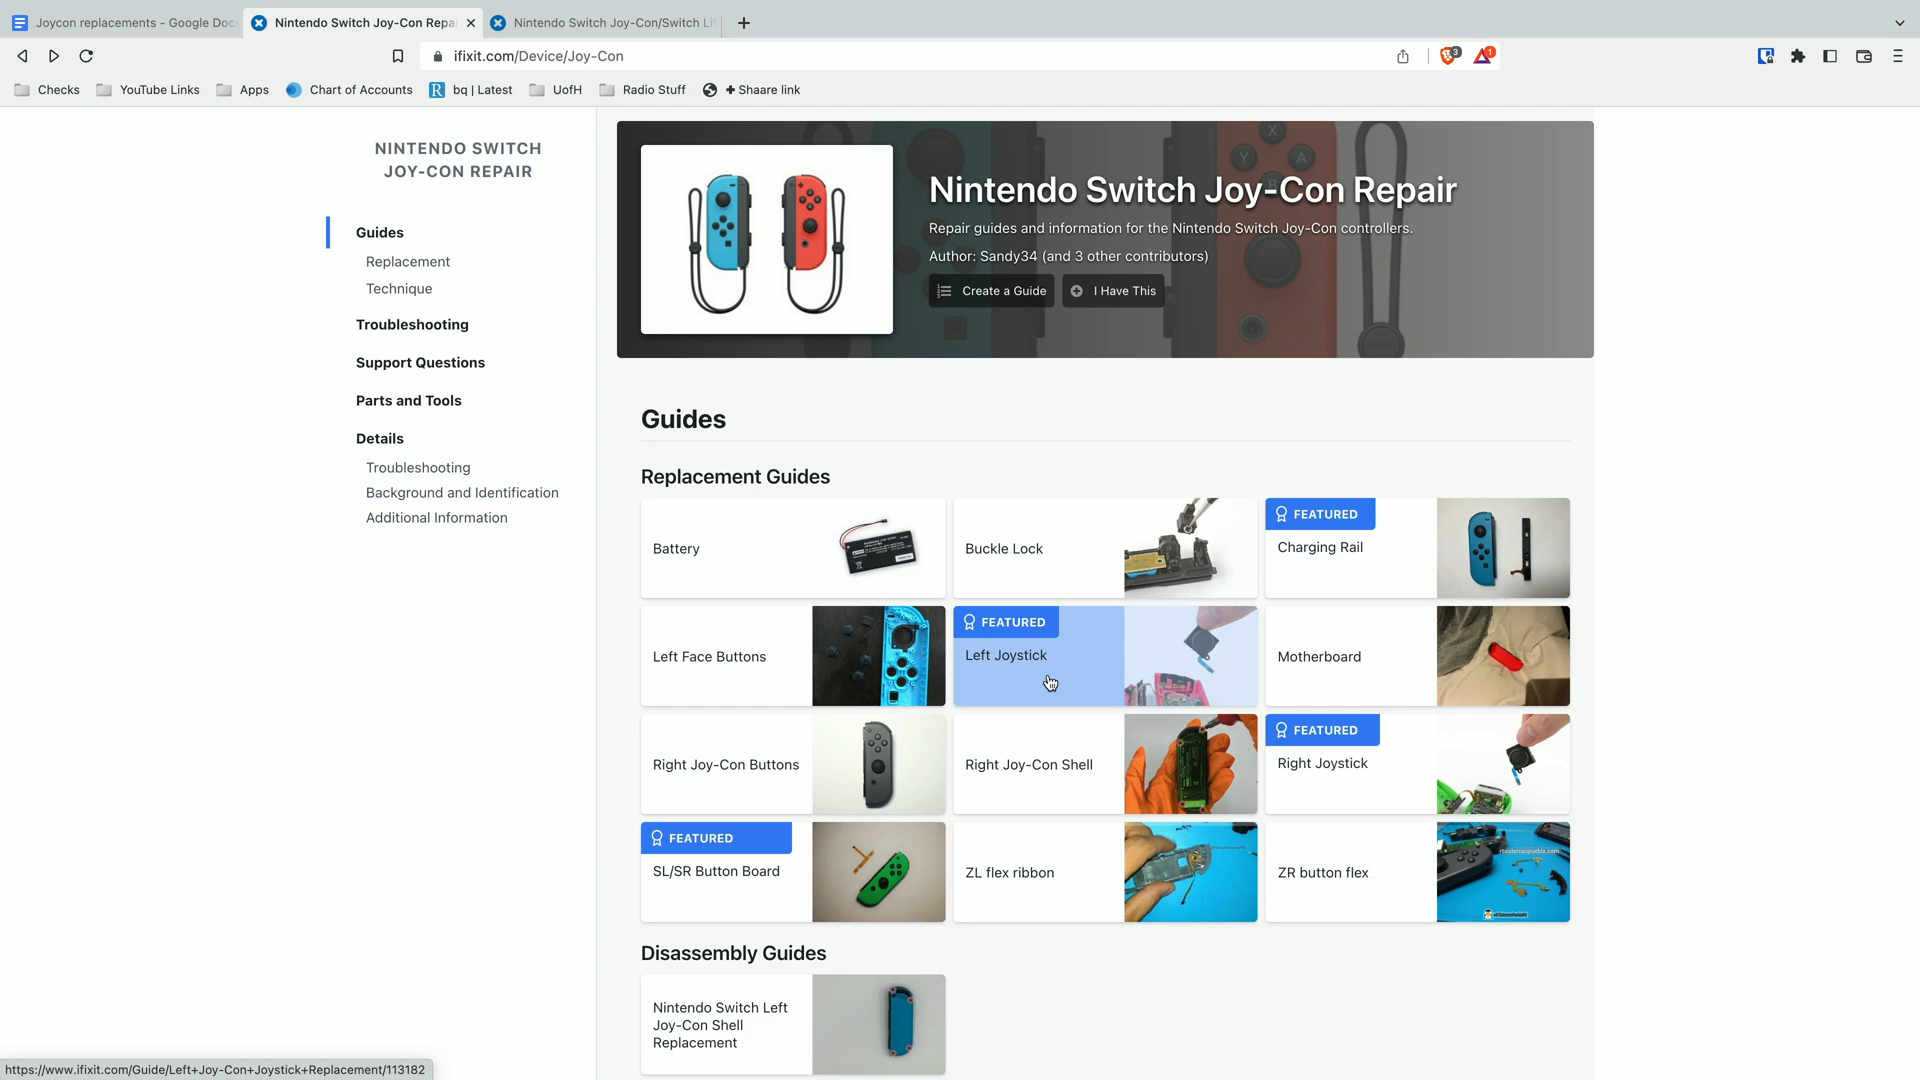 Joycon replacements - Google Doc
Nintendo Switch Joy-Con Repai
Nintendo Switch Joy-Con/Switch Li
ifixit.com/Device/Joy-Con
3
1
Checks
YouTube Links
Apps
Chart of Accounts
R
bq | Latest
UofH
Radio Stuff
+ Shaare link
NINTENDO SWITCH
JOY-CON REPAIR
Guides
Replacement
Technique
Troubleshooting
Support Questions
Parts and Tools
Details
Troubleshooting
Background and Identification
Additional Information
Nintendo Switch Joy-Con Repair
Repair guides and information for the Nintendo Switch Joy-Con controllers.
Author: Sandy34 (and 3 other contributors)
Create a Guide
I Have This
X
Y
A
Guides
Replacement Guides
Battery
Buckle Lock
FEATURED
Charging Rail
Left Face Buttons
FEATURED
Left Joystick
Motherboard
Right Joy-Con Buttons
Right Joy-Con Shell
FEATURED
Right Joystick
FEATURED
SL/SR Button Board
ZL flex ribbon
ZR button flex
Disassembly Guides
Nintendo Switch Left
Joy-Con Shell
Replacement
https://www.ifixit.com/Guide/Left+Joy-Con+Joystick+Replacement/113182